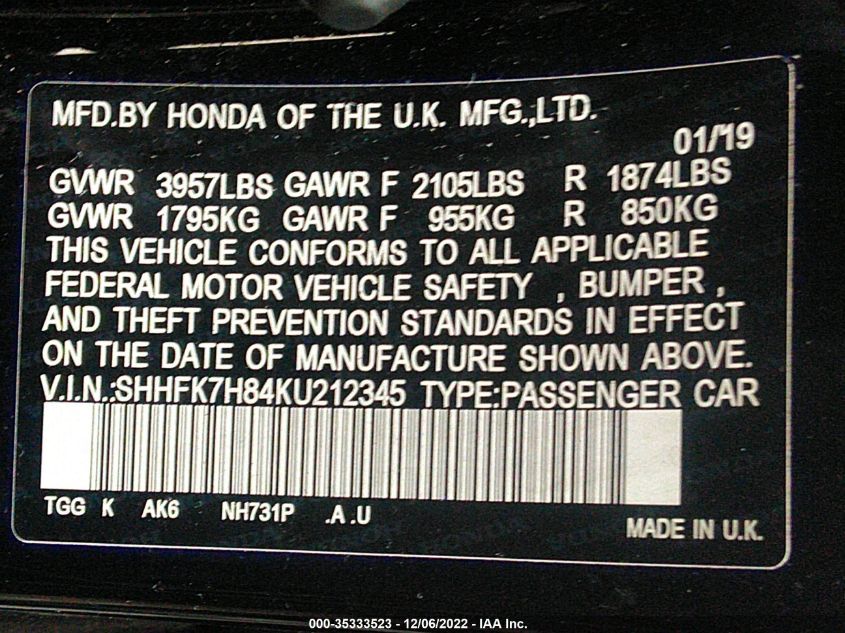 MFD.BY HONDA OF THE U.K. MFG.,LTD.
01/19
GVWR 3957LBS GAWR F 2105LBS R 1874LBS
GVWR 1795KG GAWR F 955KG R 850KG
THIS VEHICLE CONFORMS TO ALL APPLICABLE
FEDERAL MOTOR VEHICLE SAFETY , BUMPER ,
AND THEFT PREVENTION STANDARDS IN EFFECT
ON THE DATE OF MANUFACTURE SHOWN ABOVE.
V.I.N.:SHHFK7H84KU212345 TYPE:PASSENGER CAR
TGG K AK6 NH731P .A .U
MADE IN U.K.
000-35333523 - 12/06/2022 - IAA Inc.